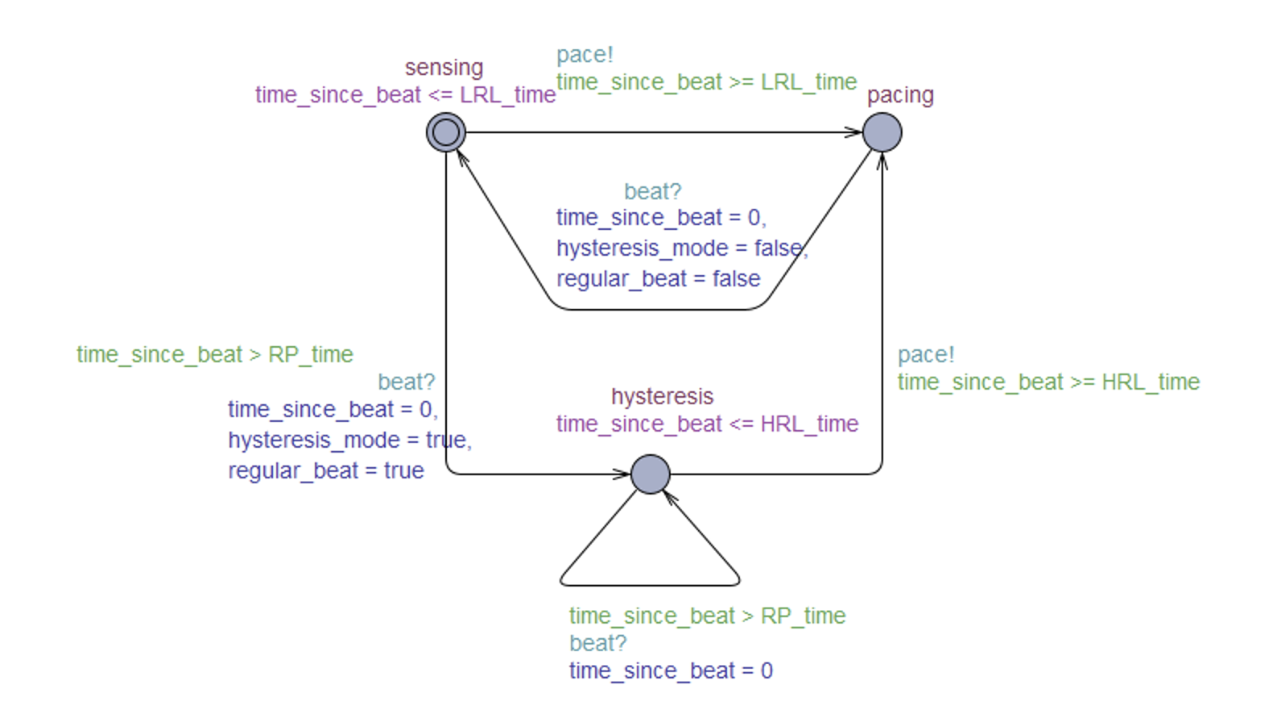 pace!
sensing
time_since_beat >= LRL_time
time_since_beat <= LRL_time
pacing
beat?
time_since_beat = 0,
hysteresis_mode = false,
regular_beat = false
time_since_beat > RP_time
beat?
time_since_beat = 0,
hysteresis_mode = true,
regular_beat = true
hysteresis
time_since_beat <= HRL_time
pace!
time_since_beat >= HRL_time
time_since_beat > RP_time
beat?
time_since_beat = 0